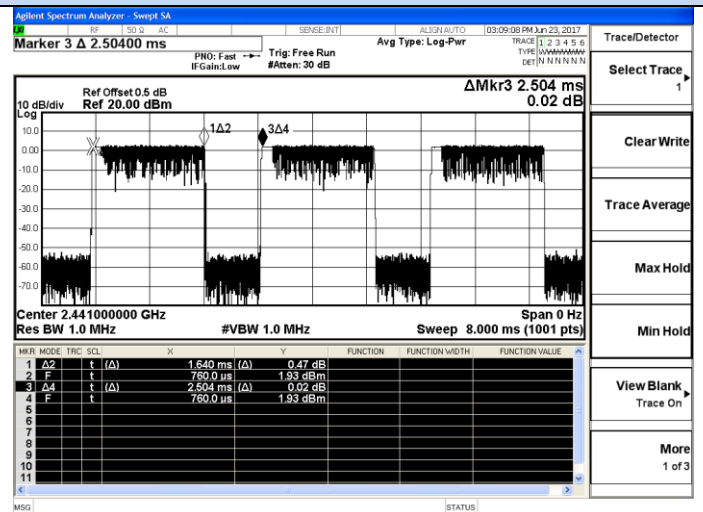 Agilent Spectrum Analyzer - Swept SA
RF 50 Ω AC SENSE:INT ALIGN AUTO 03:09:08 PM Jun 23, 2017
Marker 3 Δ 2.50400 ms
PNO: Fast
IFGain:Low
Trig: Free Run
#Atten: 30 dB
Avg Type: Log-Pwr
TRACE 1 2 3 4 5 6
TYPE
DET N N N N N N
Ref Offset 0.5 dB
Ref 20.00 dBm
10 dB/div
Log
ΔMkr3 2.504 ms
0.02 dB
10.0
0.00
-10.0
-20.0
-30.0
-40.0
-50.0
-60.0
-70.0
1Δ2
3Δ4
Center 2.441000000 GHz
Span 0 Hz
Res BW 1.0 MHz #VBW 1.0 MHz Sweep 8.000 ms (1001 pts)
MKR MODE TRC SCL X Y FUNCTION FUNCTION WIDTH FUNCTION VALUE
1 Δ2 t (Δ) 1.640 ms (Δ) 0.47 dB
2 F t 760.0 µs 1.93 dBm
3 Δ4 t (Δ) 2.504 ms (Δ) 0.02 dB
4 F t 760.0 µs 1.93 dBm
5
6
7
8
9
10
11
MSG STATUS
Trace/Detector
Select Trace
1
Clear Write
Trace Average
Max Hold
Min Hold
View Blank
Trace On
More
1 of 3